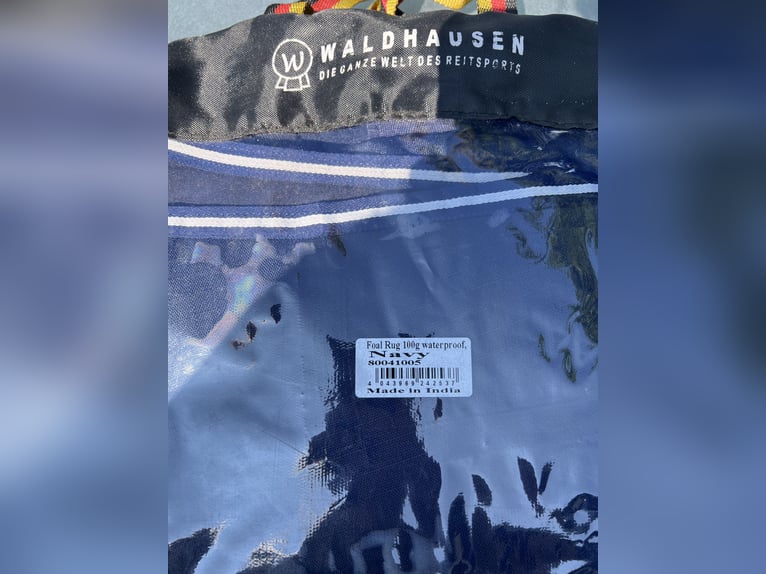 W WALDHAUSEN
DIE GANZE WELT DES REITSPORTS
Foal Rug 100g waterproof,
Navy
80041005
4 043969 242537
Made in India